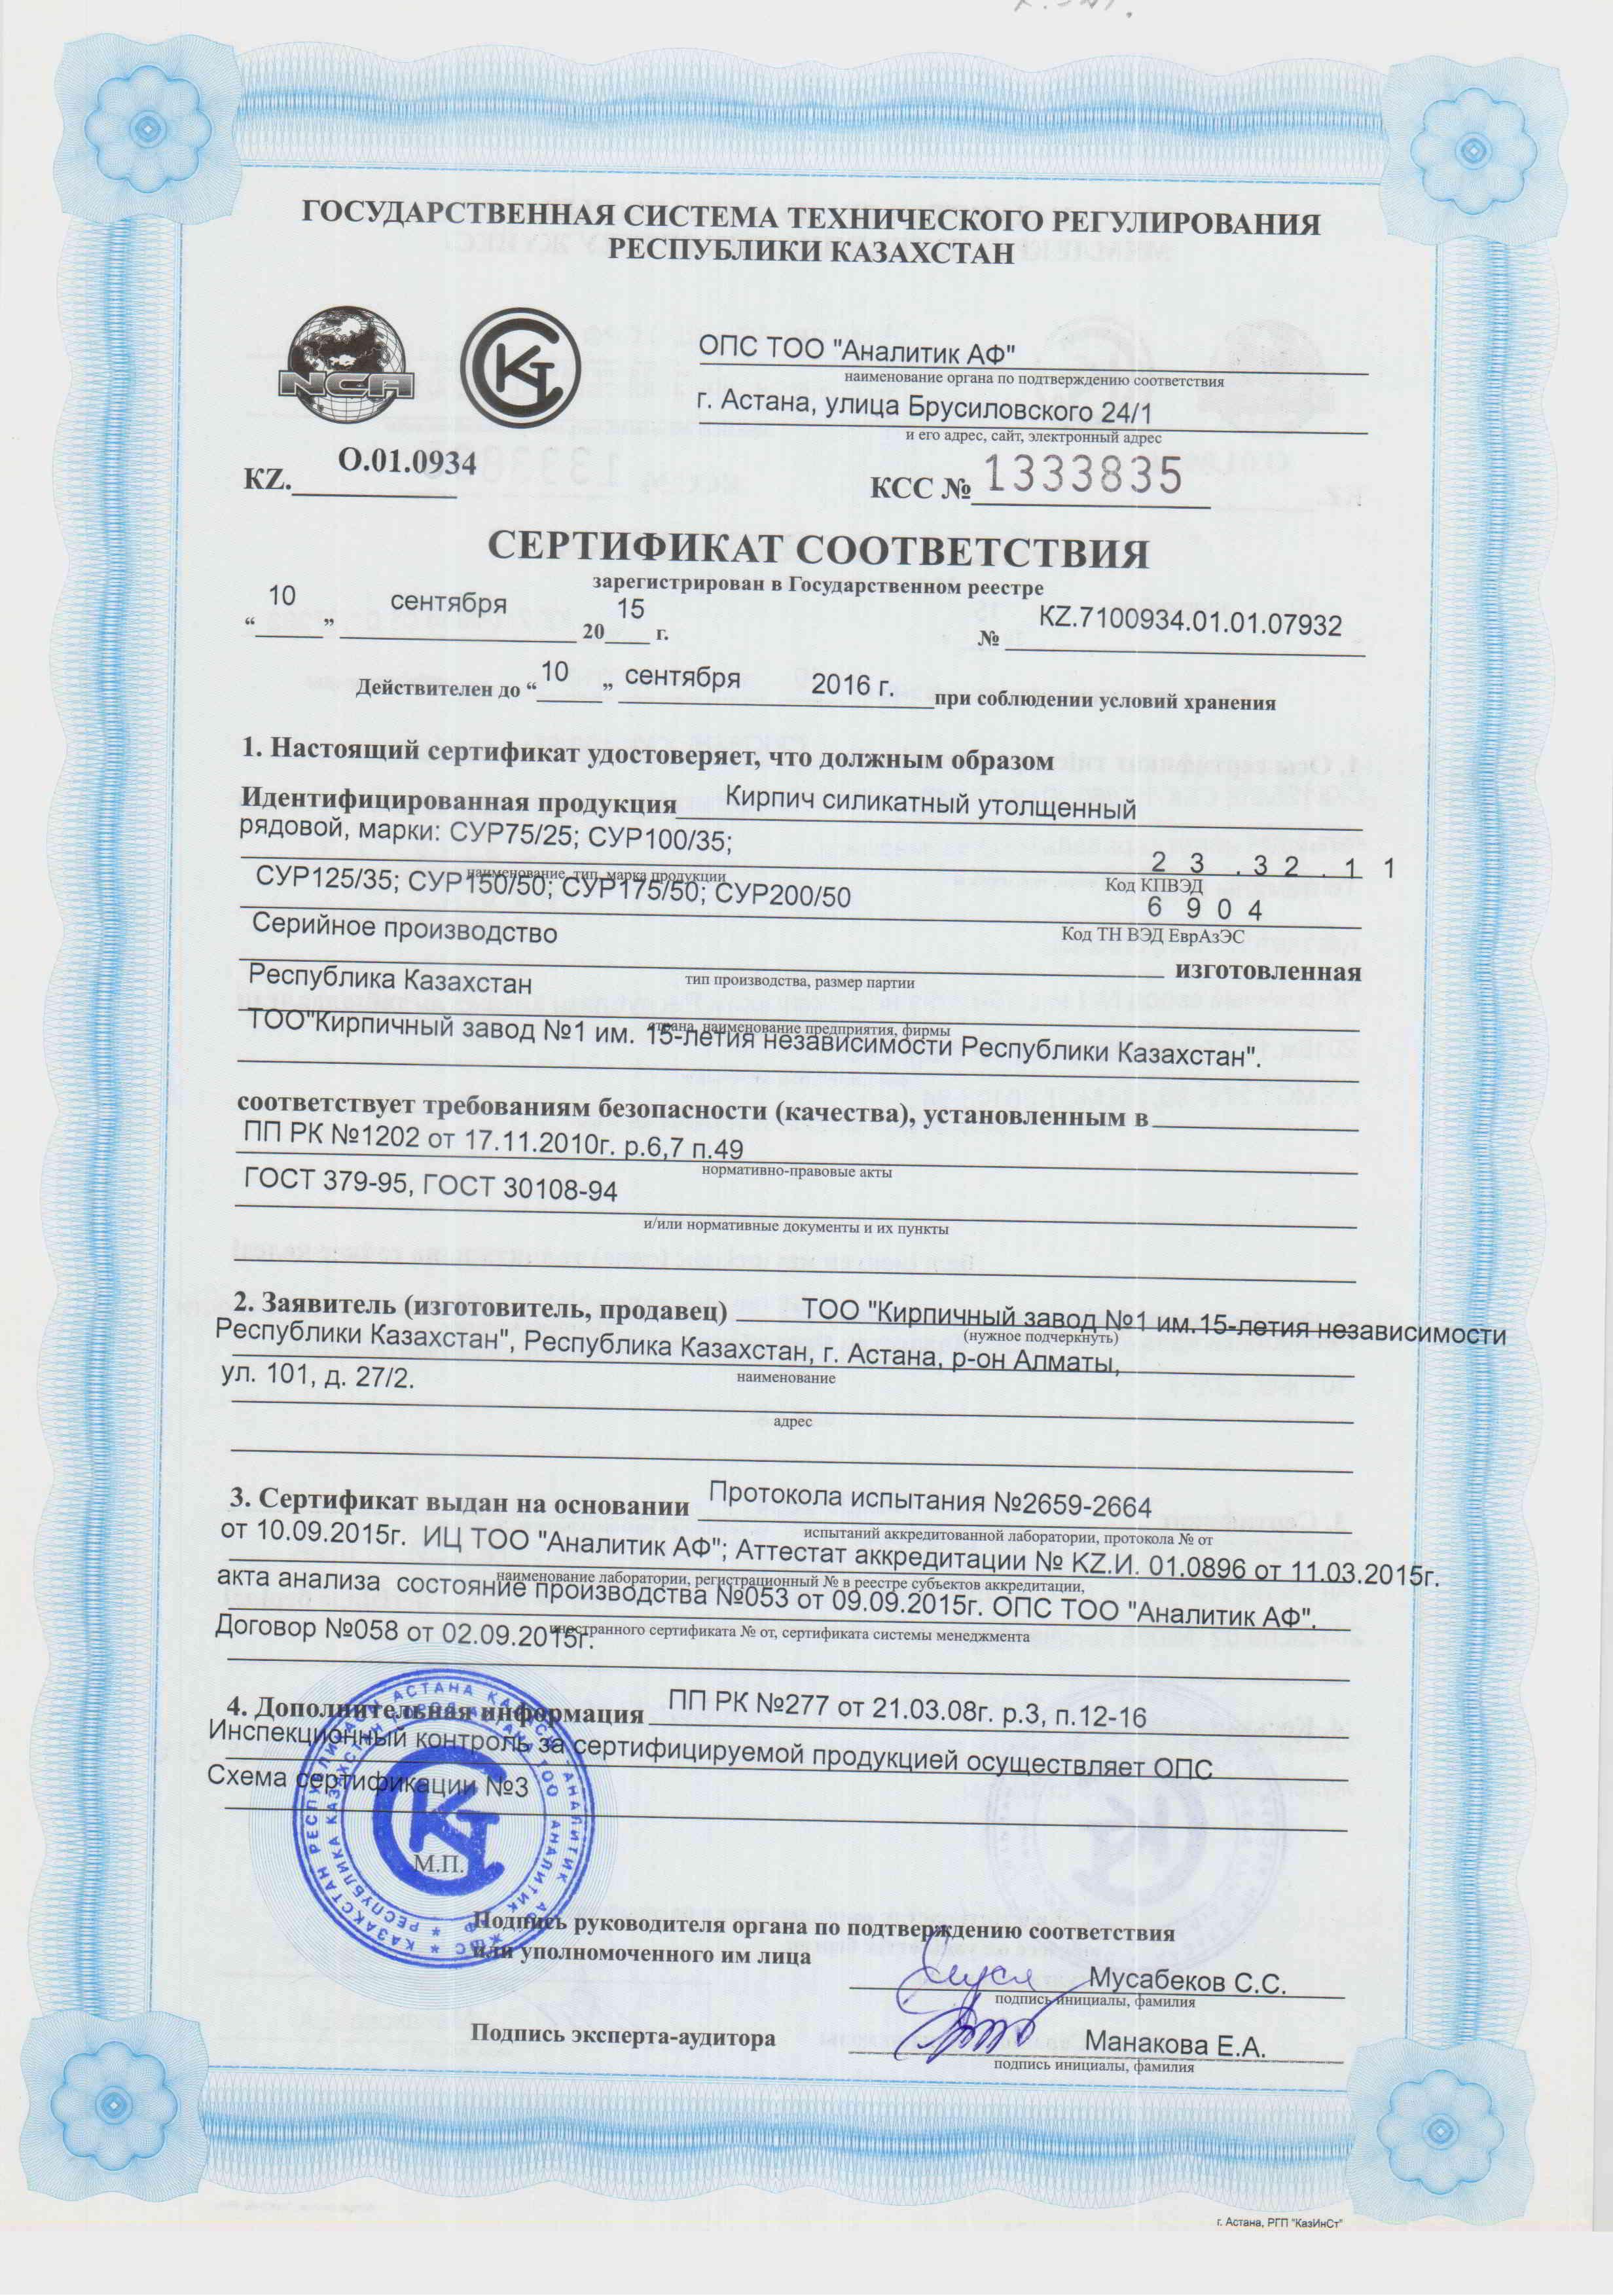 ГОСУДАРСТВЕННАЯ СИСТЕМА ТЕХНИЧЕСКОГО РЕГУЛИРОВАНИЯ
РЕСПУБЛИКИ КАЗАХСТАН
NCA
ОПС ТОО "Аналитик АФ"
наименование органа по подтверждению соответствия
г. Астана, улица Брусиловского 24/1
и его адрес, сайт, электронный адрес
KZ. О.01.0934
КСС № 1333835
СЕРТИФИКАТ СООТВЕТСТВИЯ
зарегистрирован в Государственном реестре
“10” сентября 2015 г.
№ KZ.7100934.01.01.07932
Действителен до “10” сентября 2016 г. при соблюдении условий хранения
1. Настоящий сертификат удостоверяет, что должным образом
Идентифицированная продукция Кирпич силикатный утолщенный
рядовой, марки: СУР75/25; СУР100/35;
23.32.11
наименование, тип, марка продукции
Код КПВЭД
СУР125/35; СУР150/50; СУР175/50; СУР200/50
6904
Серийное производство
Код ТН ВЭД ЕврАзЭС
изготовленная
тип производства, размер партии
Республика Казахстан
страна, наименование предприятия, фирмы
ТОО"Кирпичный завод №1 им. 15-летия независимости Республики Казахстан".
соответствует требованиям безопасности (качества), установленным в
ПП РК №1202 от 17.11.2010г. р.6,7 п.49
нормативно-правовые акты
ГОСТ 379-95, ГОСТ 30108-94
и/или нормативные документы и их пункты
2. Заявитель (изготовитель, продавец) ТОО "Кирпичный завод №1 им.15-летия независимости
(нужное подчеркнуть)
Республики Казахстан", Республика Казахстан, г. Астана, р-он Алматы,
наименование
ул. 101, д. 27/2.
адрес
3. Сертификат выдан на основании Протокола испытания №2659-2664
испытаний аккредитованной лаборатории, протокола № от
от 10.09.2015г. ИЦ ТОО "Аналитик АФ"; Аттестат аккредитации № KZ.И. 01.0896 от 11.03.2015г.
наименование лаборатории, регистрационный № в реестре субъектов аккредитации,
акта анализа состояние производства №053 от 09.09.2015г. ОПС ТОО "Аналитик АФ".
иностранного сертификата № от, сертификата системы менеджмента
Договор №058 от 02.09.2015г.
4. Дополнительная информация ПП РК №277 от 21.03.08г. р.3, п.12-16
Инспекционный контроль за сертифицируемой продукцией осуществляет ОПС
Схема сертификации №3
М.П.
Подпись руководителя органа по подтверждению соответствия
или уполномоченного им лица
Мусабеков С.С.
подпись инициалы, фамилия
Подпись эксперта-аудитора
Манакова Е.А.
подпись инициалы, фамилия
г. Астана, РГП "КазИнСт"